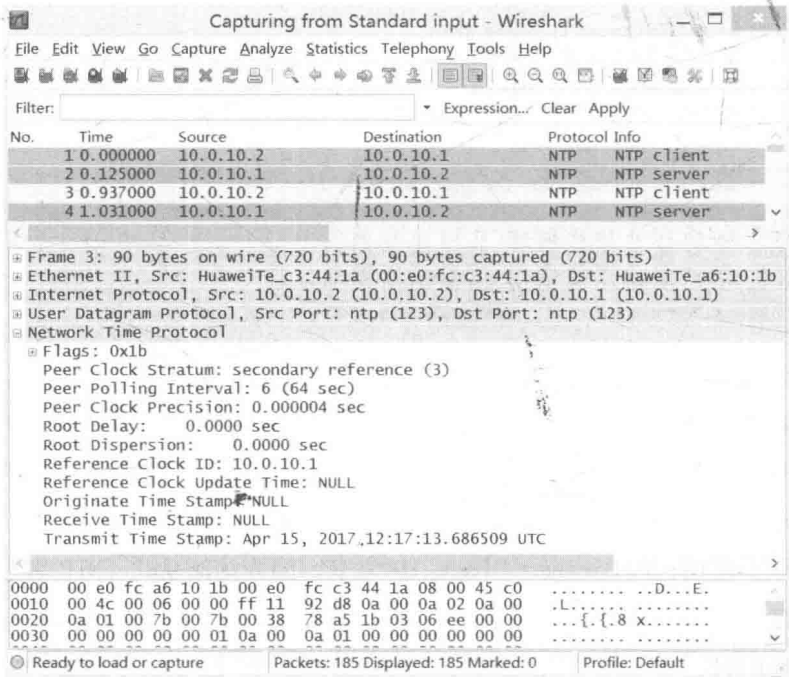 Capturing from Standard input - Wireshark
File Edit View Go Capture Analyze Statistics Telephony Tools Help
Filter: Expression... Clear Apply
No. Time Source Destination Protocol Info
1 0.000000 10.0.10.2 10.0.10.1 NTP NTP client
2 0.125000 10.0.10.1 10.0.10.2 NTP NTP server
3 0.937000 10.0.10.2 10.0.10.1 NTP NTP client
4 1.031000 10.0.10.1 10.0.10.2 NTP NTP server
Frame 3: 90 bytes on wire (720 bits), 90 bytes captured (720 bits)
Ethernet II, Src: HuaweiTe_c3:44:1a (00:e0:fc:c3:44:1a), Dst: HuaweiTe_a6:10:1b
Internet Protocol, Src: 10.0.10.2 (10.0.10.2), Dst: 10.0.10.1 (10.0.10.1)
User Datagram Protocol, Src Port: ntp (123), Dst Port: ntp (123)
Network Time Protocol
Flags: 0x1b
Peer Clock Stratum: secondary reference (3)
Peer Polling Interval: 6 (64 sec)
Peer Clock Precision: 0.000004 sec
Root Delay: 0.0000 sec
Root Dispersion: 0.0000 sec
Reference Clock ID: 10.0.10.1
Reference Clock Update Time: NULL
Originate Time Stamp: NULL
Receive Time Stamp: NULL
Transmit Time Stamp: Apr 15, 2017 12:17:13.686509 UTC
0000 00 e0 fc a6 10 1b 00 e0 fc c3 44 1a 08 00 45 c0 ........ ..D...E.
0010 00 4c 00 06 00 00 ff 11 92 d8 0a 00 0a 02 0a 00 .L...... ........
0020 0a 01 00 7b 00 7b 00 38 78 a5 1b 03 06 ee 00 00 ...{.{.8 x.......
0030 00 00 00 00 01 0a 00 0a 01 00 00 00 00 00 00 ........ ........
Ready to load or capture Packets: 185 Displayed: 185 Marked: 0 Profile: Default